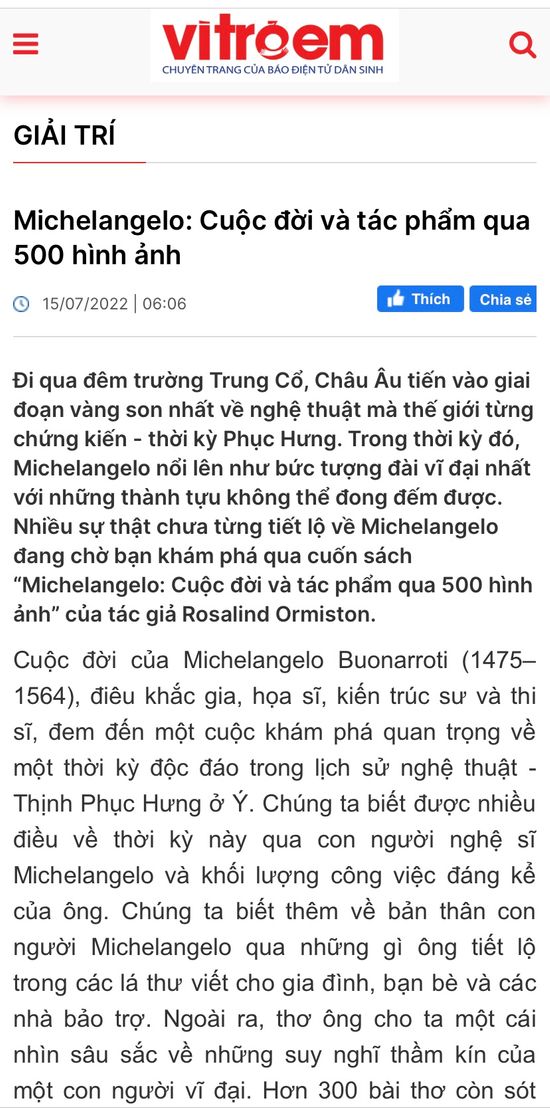 vìtrẻem
CHUYÊN TRANG CỦA BÁO ĐIỆN TỬ DÂN SINH
GIẢI TRÍ
Michelangelo: Cuộc đời và tác phẩm qua
500 hình ảnh
15/07/2022 | 06:06
Thích
Chia sẻ
Đi qua đêm trường Trung Cổ, Châu Âu tiến vào giai
đoạn vàng son nhất về nghệ thuật mà thế giới từng
chứng kiến - thời kỳ Phục Hưng. Trong thời kỳ đó,
Michelangelo nổi lên như bức tượng đài vĩ đại nhất
với những thành tựu không thể đong đếm được.
Nhiều sự thật chưa từng tiết lộ về Michelangelo
đang chờ bạn khám phá qua cuốn sách
“Michelangelo: Cuộc đời và tác phẩm qua 500 hình
ảnh” của tác giả Rosalind Ormiston.
Cuộc đời của Michelangelo Buonarroti (1475–
1564), điêu khắc gia, họa sĩ, kiến trúc sư và thi
sĩ, đem đến một cuộc khám phá quan trọng về
một thời kỳ độc đáo trong lịch sử nghệ thuật -
Thịnh Phục Hưng ở Ý. Chúng ta biết được nhiều
điều về thời kỳ này qua con người nghệ sĩ
Michelangelo và khối lượng công việc đáng kể
của ông. Chúng ta biết thêm về bản thân con
người Michelangelo qua những gì ông tiết lộ
trong các lá thư viết cho gia đình, bạn bè và các
nhà bảo trợ. Ngoài ra, thơ ông cho ta một cái
nhìn sâu sắc về những suy nghĩ thầm kín của
một con người vĩ đại. Hơn 300 bài thơ còn sót